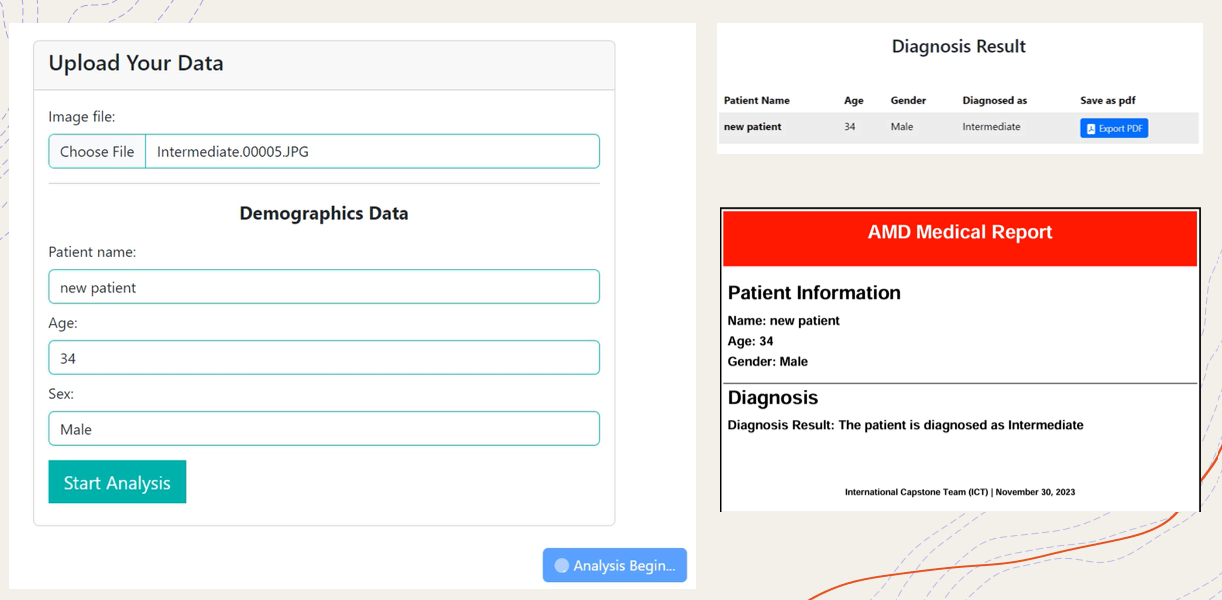 Upload Your Data
Image file:
Choose File Intermediate.00005.JPG
Demographics Data
Patient name:
new patient
Age:
34
Sex:
Male
Start Analysis
Analysis Begin...
Diagnosis Result
Patient Name Age Gender Diagnosed as Save as pdf
new patient 34 Male Intermediate Export PDF
AMD Medical Report
Patient Information
Name: new patient
Age: 34
Gender: Male
Diagnosis
Diagnosis Result: The patient is diagnosed as Intermediate
International Capstone Team (ICT) | November 30, 2023